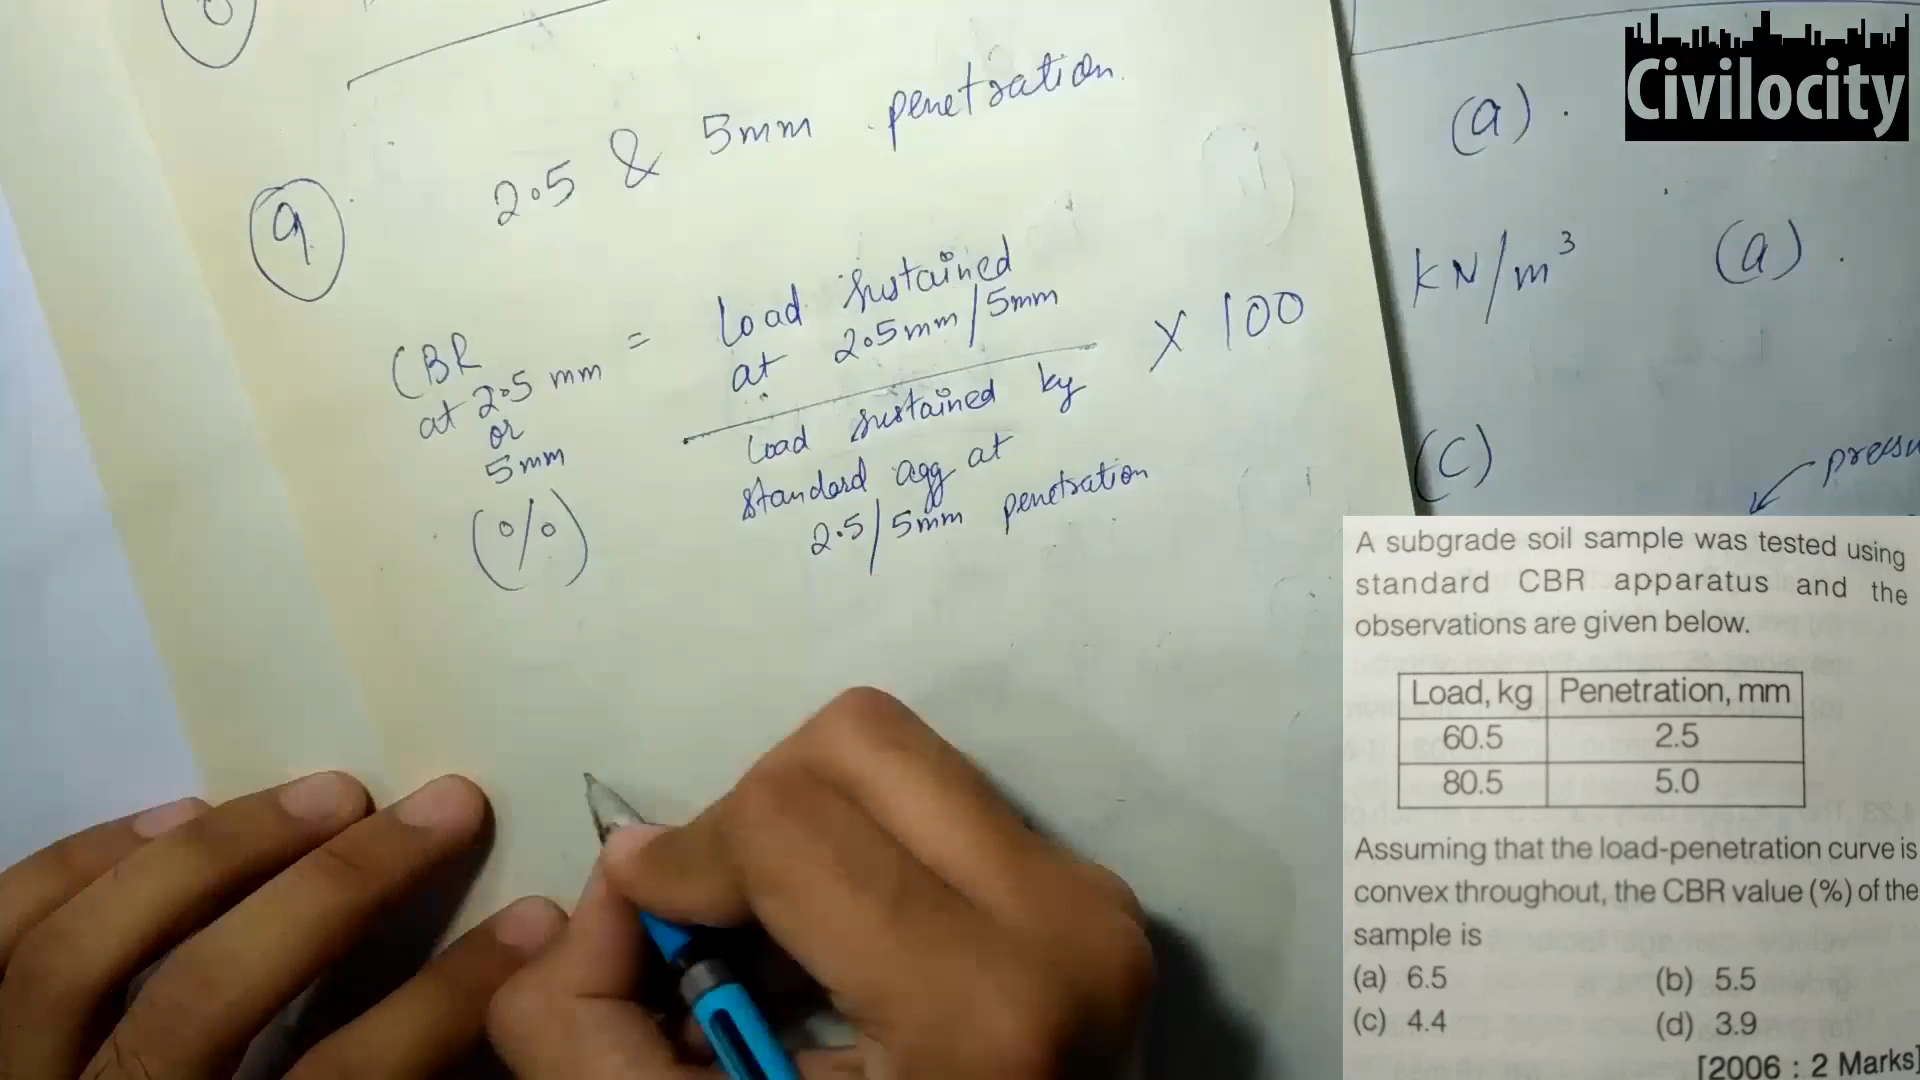 2.5 & 5mm penetration.
9
CBR
at 2.5 mm
or
5mm
(%)
=
Load sustained
at 2.5mm/5mm
Load sustained by
standard agg at
2.5/5mm penetration
X 100
Civilocity
(a).
kN/m³ (a).
(C)
A subgrade soil sample was tested using
standard CBR apparatus and the
observations are given below.
Load, kg Penetration, mm
60.5 2.5
80.5 5.0
Assuming that the load-penetration curve is
convex throughout, the CBR value (%) of the
sample is
(a) 6.5 (b) 5.5
(c) 4.4 (d) 3.9
[2006 : 2 Marks]